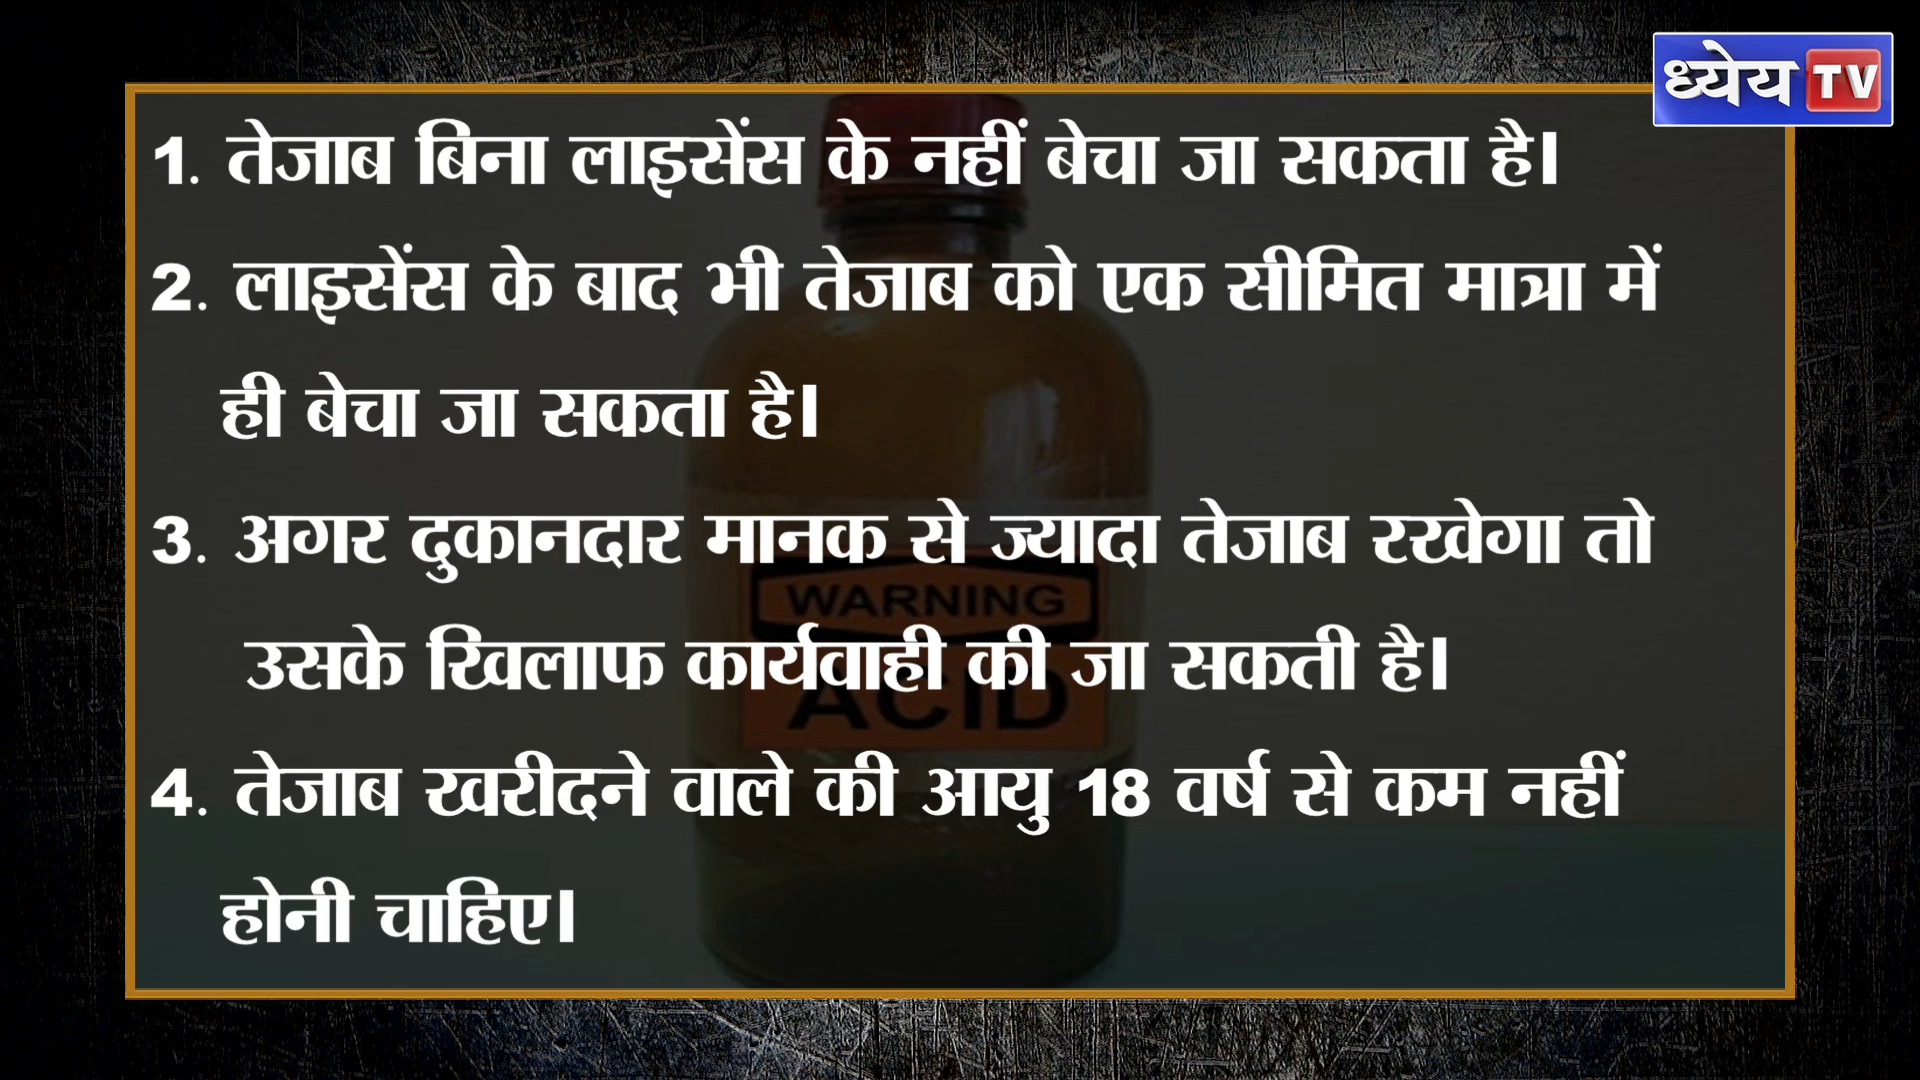 ध्येय TV
1. तेजाब बिना लाइसेंस के नहीं बेचा जा सकता है।
2. लाइसेंस के बाद भी तेजाब को एक सीमित मात्रा में
ही बेचा जा सकता है।
3. अगर दुकानदार मानक से ज्यादा तेजाब रखेगा तो
WARNING
उसके खिलाफ कार्यवाही की जा सकती है।
ACID
4. तेजाब खरीदने वाले की आयु 18 वर्ष से कम नहीं
होनी चाहिए।